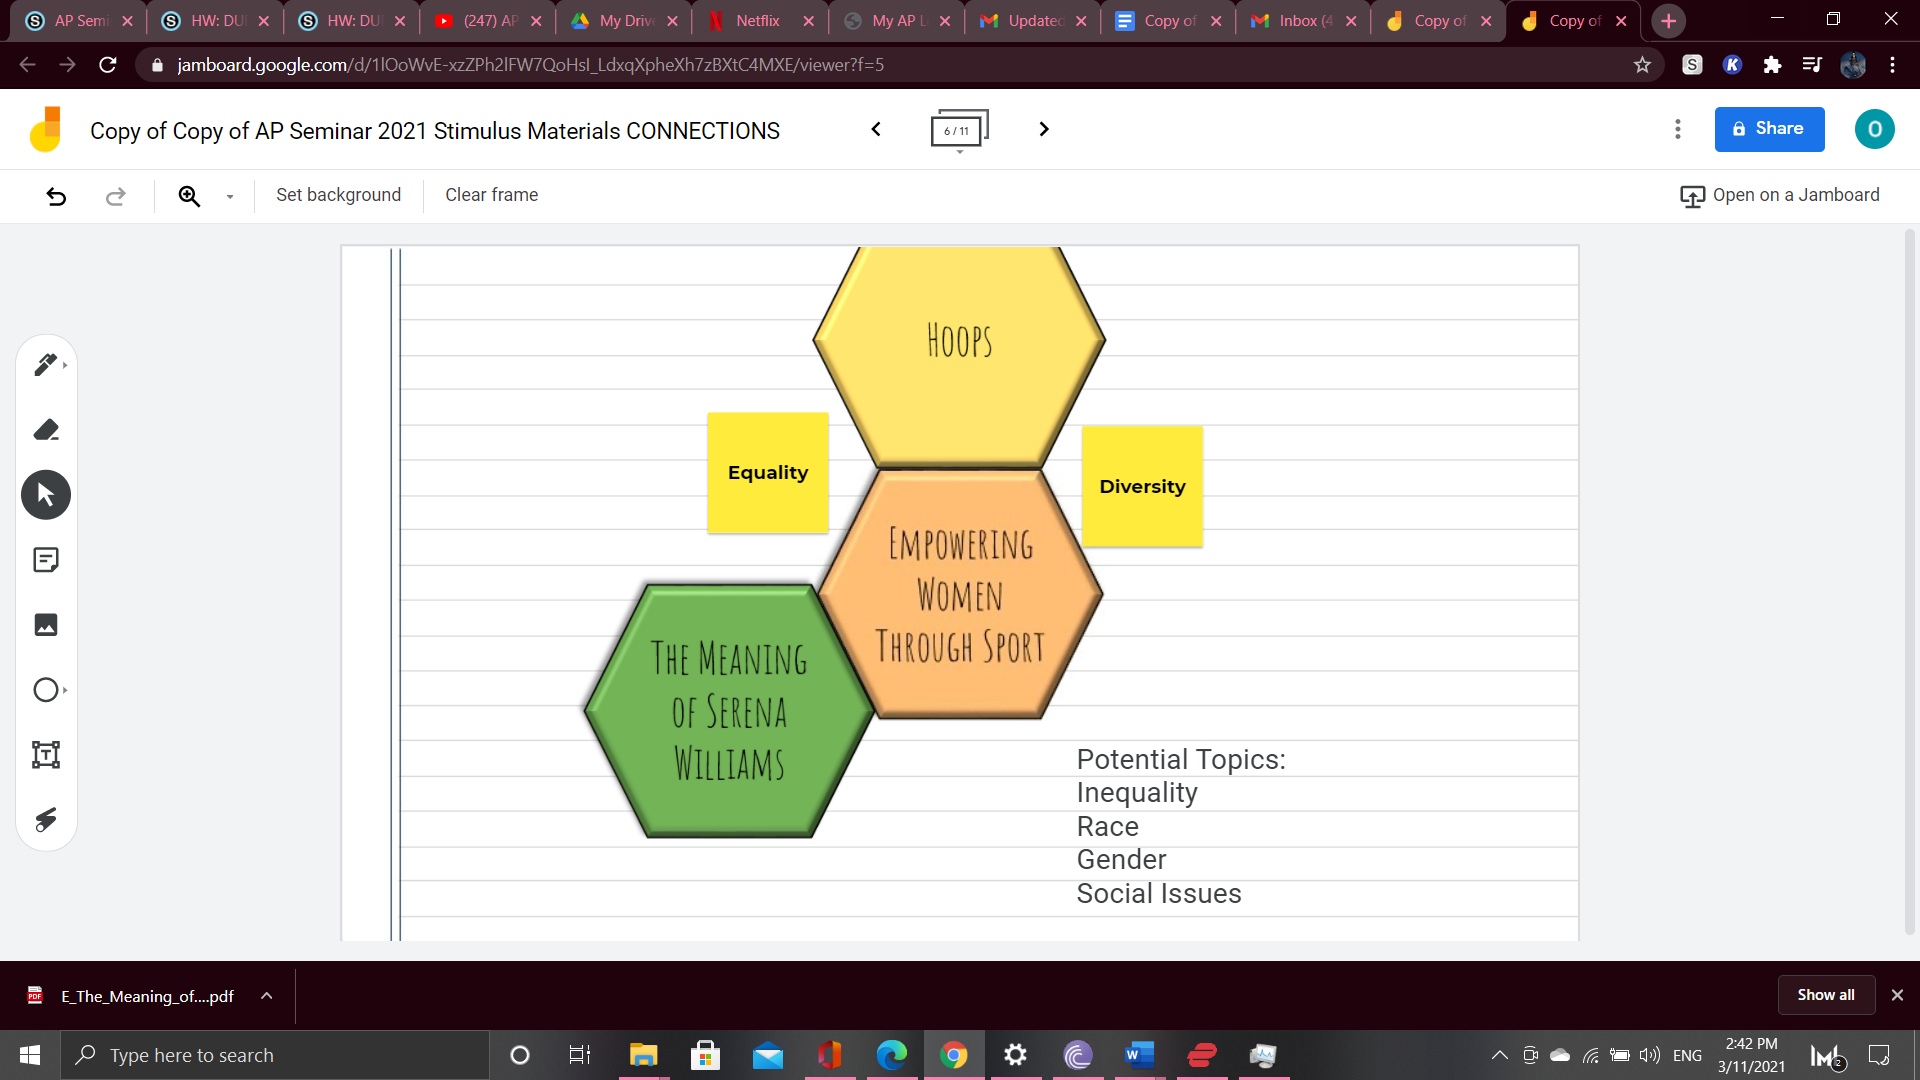 AP Semi
HW: DU
HW: DU
(247) AP
My Driv
Netflix
My AP L
Updated
Copy of
Inbox (4
Copy of
Copy of
jamboard.google.com/d/1lOoWvE-xzZPh2lFW7QoHsl_LdxqXpheXh7zBXtC4MXE/viewer?f=5
Copy of Copy of AP Seminar 2021 Stimulus Materials CONNECTIONS
6 / 11
Share
O
Set background
Clear frame
Open on a Jamboard
HOOPS
Equality
Diversity
EMPOWERING
WOMEN
THROUGH SPORT
THE MEANING
OF SERENA
WILLIAMS
Potential Topics:
Inequality
Race
Gender
Social Issues
PDF
E_The_Meaning_of....pdf
Show all
Type here to search
ENG
2:42 PM
3/11/2021
2